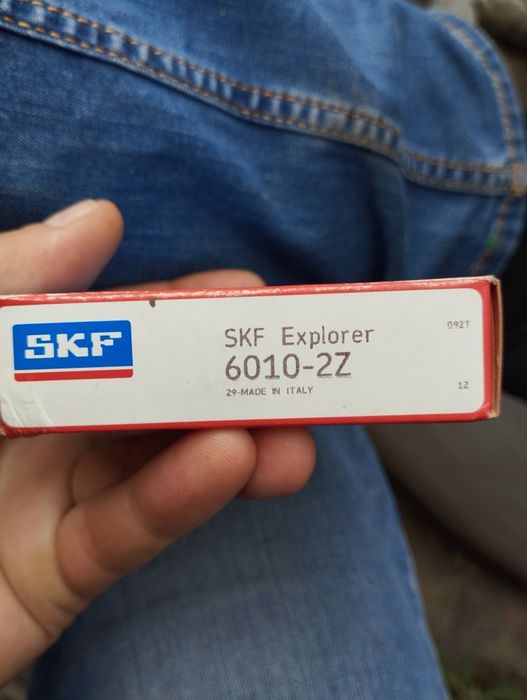 SKF
SKF Explorer
6010-2Z
29-MADE IN ITALY
092T
12